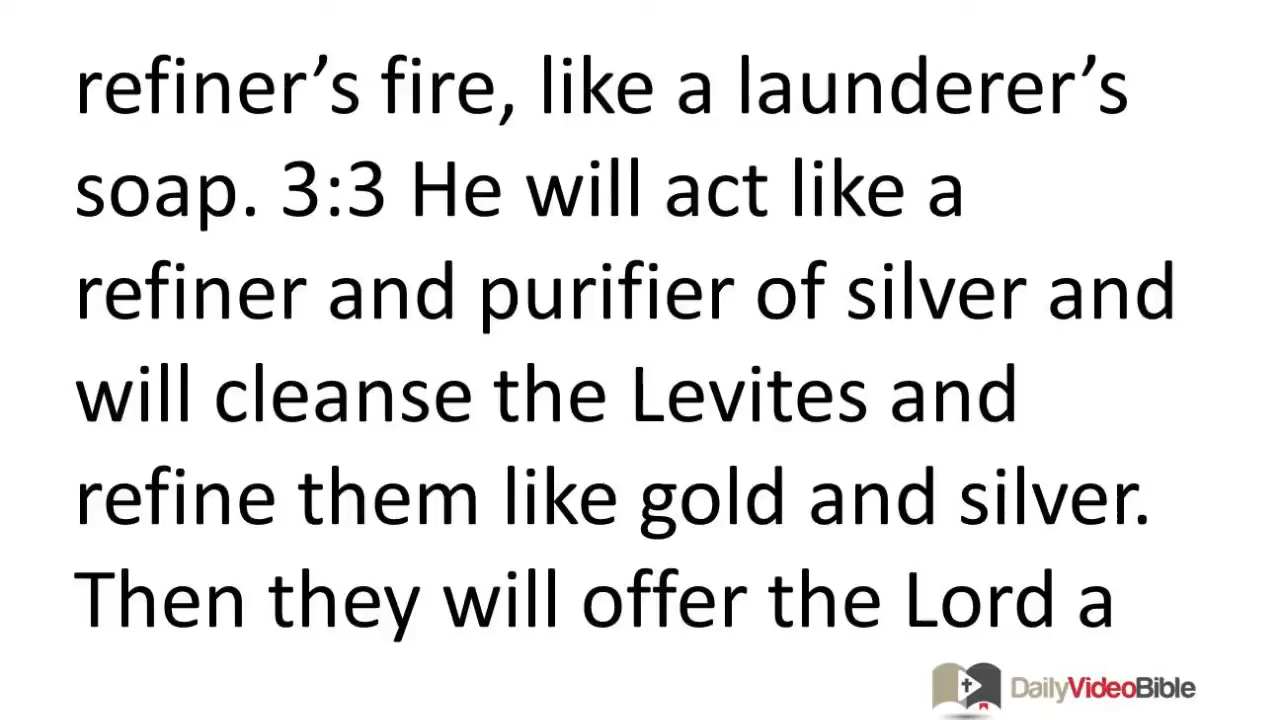 refiner’s fire, like a launderer’s
soap. 3:3 He will act like a
refiner and purifier of silver and
will cleanse the Levites and
refine them like gold and silver.
Then they will offer the Lord a
DailyVideoBible